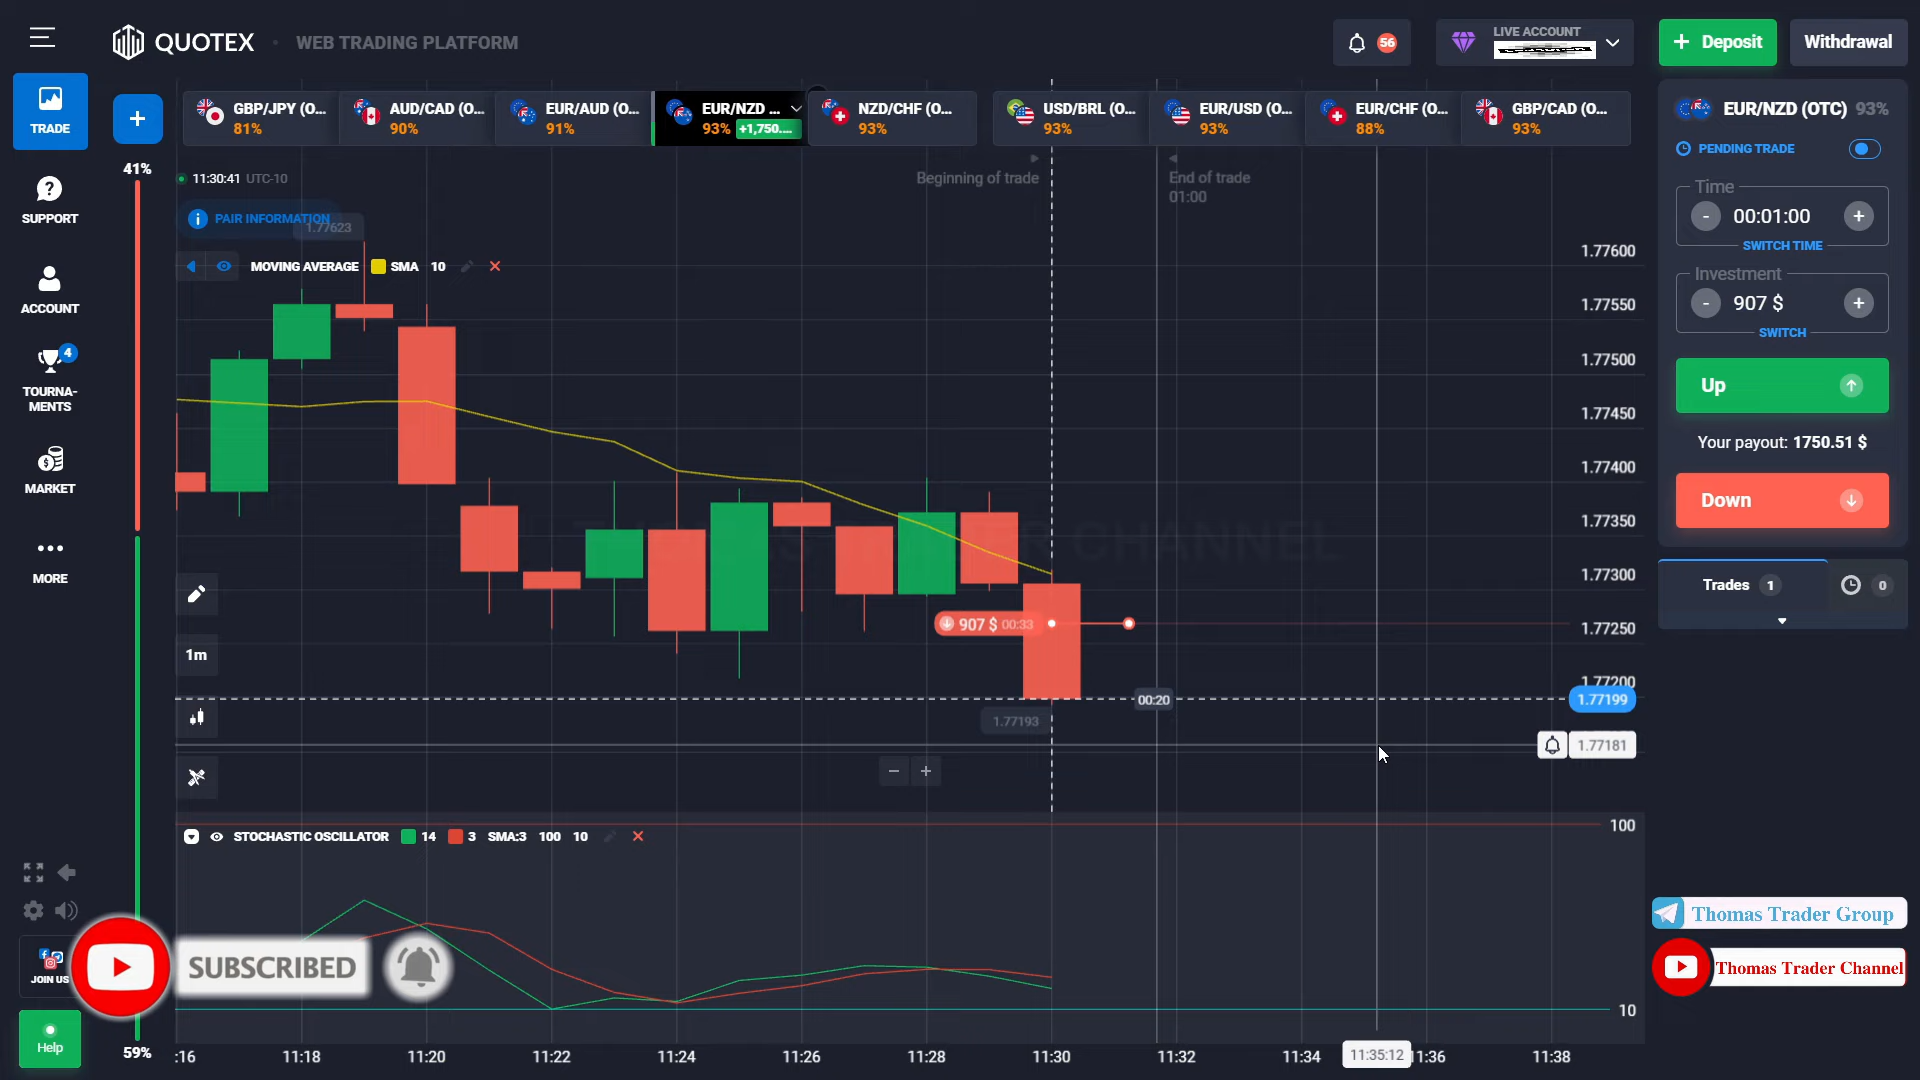 QUOTEX
WEB TRADING PLATFORM
56
LIVE ACCOUNT
Deposit
Withdrawal
TRADE
SUPPORT
ACCOUNT
4
TOURNA-
MENTS
MARKET
MORE
JOIN US
Help
41%
59%
GBP/JPY (O...
81%
AUD/CAD (O...
90%
EUR/AUD (O...
91%
EUR/NZD ...
93% +1,750....
NZD/CHF (O...
93%
USD/BRL (O...
93%
EUR/USD (O...
93%
EUR/CHF (O...
88%
GBP/CAD (O...
93%
11:30:41 UTC-10
PAIR INFORMATION
1.77623
MOVING AVERAGE SMA 10
Beginning of trade
End of trade
01:00
1.77600
1.77550
1.77500
1.77450
1.77400
1.77350
1.77300
1.77250
1.77200
1.77199
1.77181
907 $ 00:33
00:20
1.77193
1m
STOCHASTIC OSCILLATOR 14 3 SMA:3 100 10
100
10
SUBSCRIBED
:16 11:18 11:20 11:22 11:24 11:26 11:28 11:30 11:32 11:34 11:35:12 11:36 11:38
EUR/NZD (OTC) 93%
PENDING TRADE
Time
- 00:01:00 +
SWITCH TIME
Investment
- 907 $ +
SWITCH
Up
Your payout: 1750.51 $
Down
Trades 1 0
Thomas Trader Group
Thomas Trader Channel